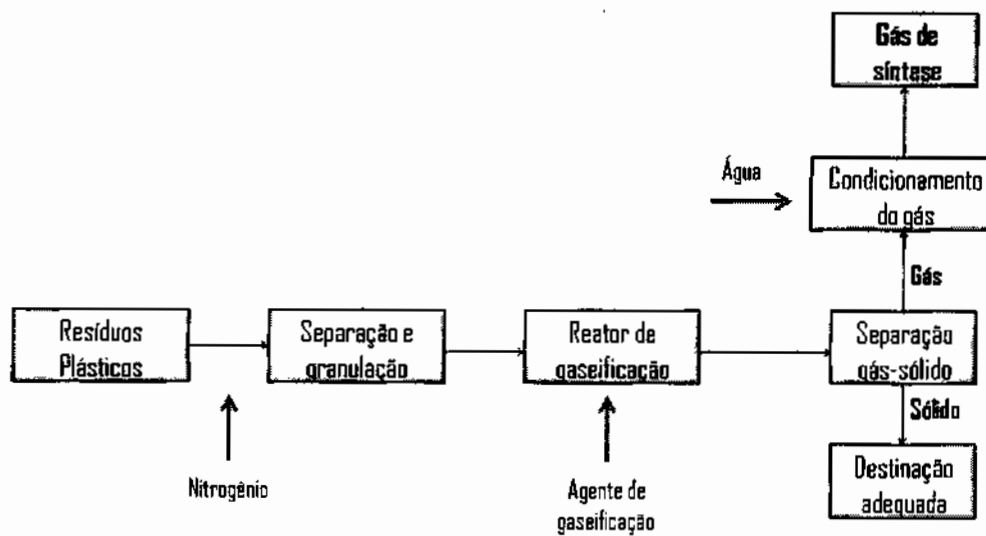 Gás de
síntese
Água
Condicionamento
do gás
Gás
Resíduos
Plásticos
Separação e
granulação
Reator de
gaseificação
Separação
gás-sólido
Sólido
Nitrogênio
Agente de
gaseificação
Destinação
adequada